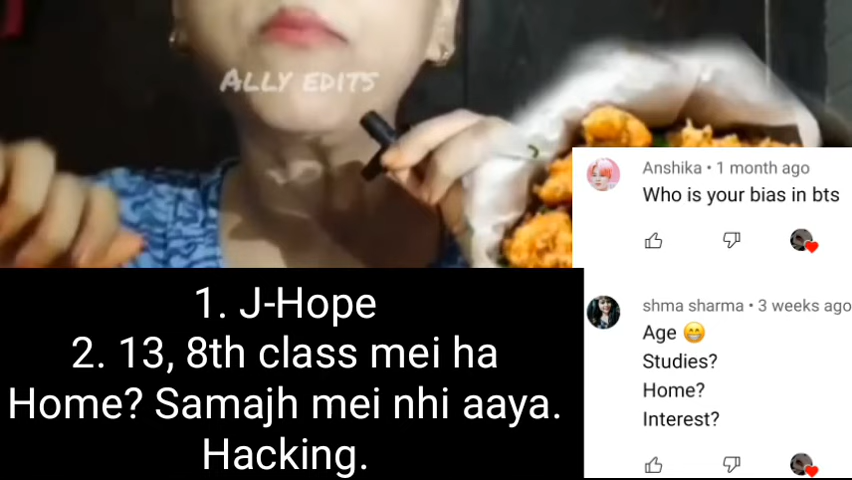 ALLY EDITS
Anshika • 1 month ago
Who is your bias in bts
1. J-Hope
2. 13, 8th class mei ha
Home? Samajh mei nhi aaya.
Hacking.
shma sharma • 3 weeks ago
Age 😁
Studies?
Home?
Interest?